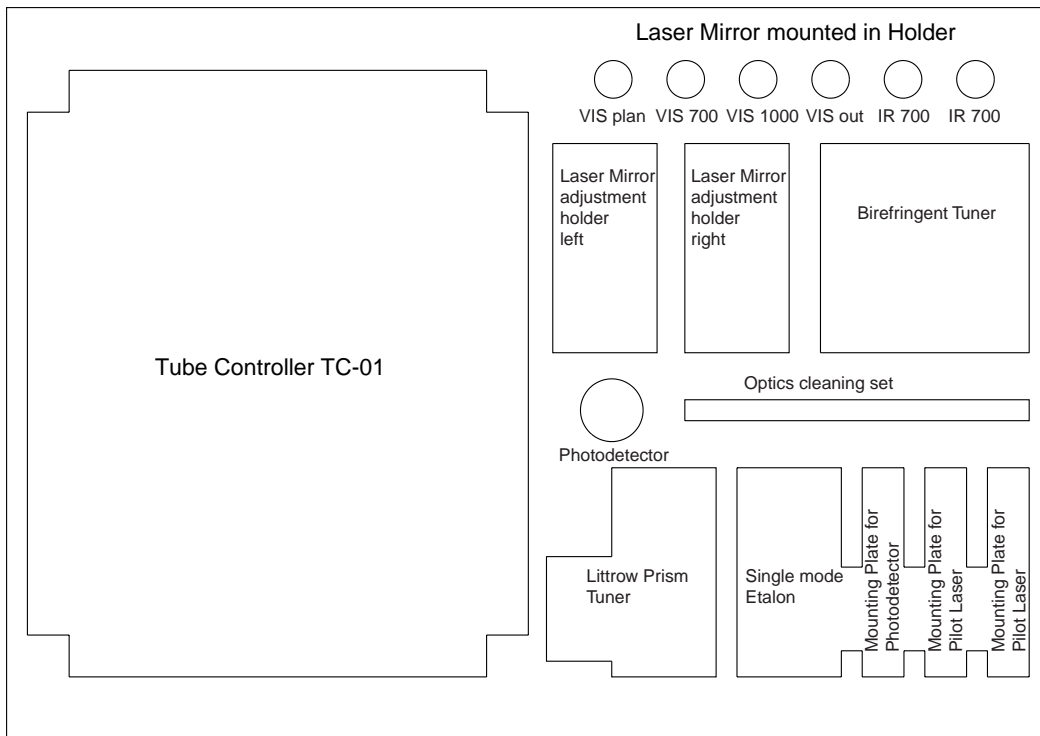 Laser Mirror mounted in Holder
VIS plan
VIS 700
VIS 1000
VIS out
IR 700
IR 700
Laser Mirror
adjustment
holder
left
Laser Mirror
adjustment
holder
right
Birefringent Tuner
Tube Controller TC-01
Optics cleaning set
Photodetector
Littrow Prism
Tuner
Single mode
Etalon
Mounting Plate for
Photodetector
Mounting Plate for
Pilot Laser
Mounting Plate for
Pilot Laser